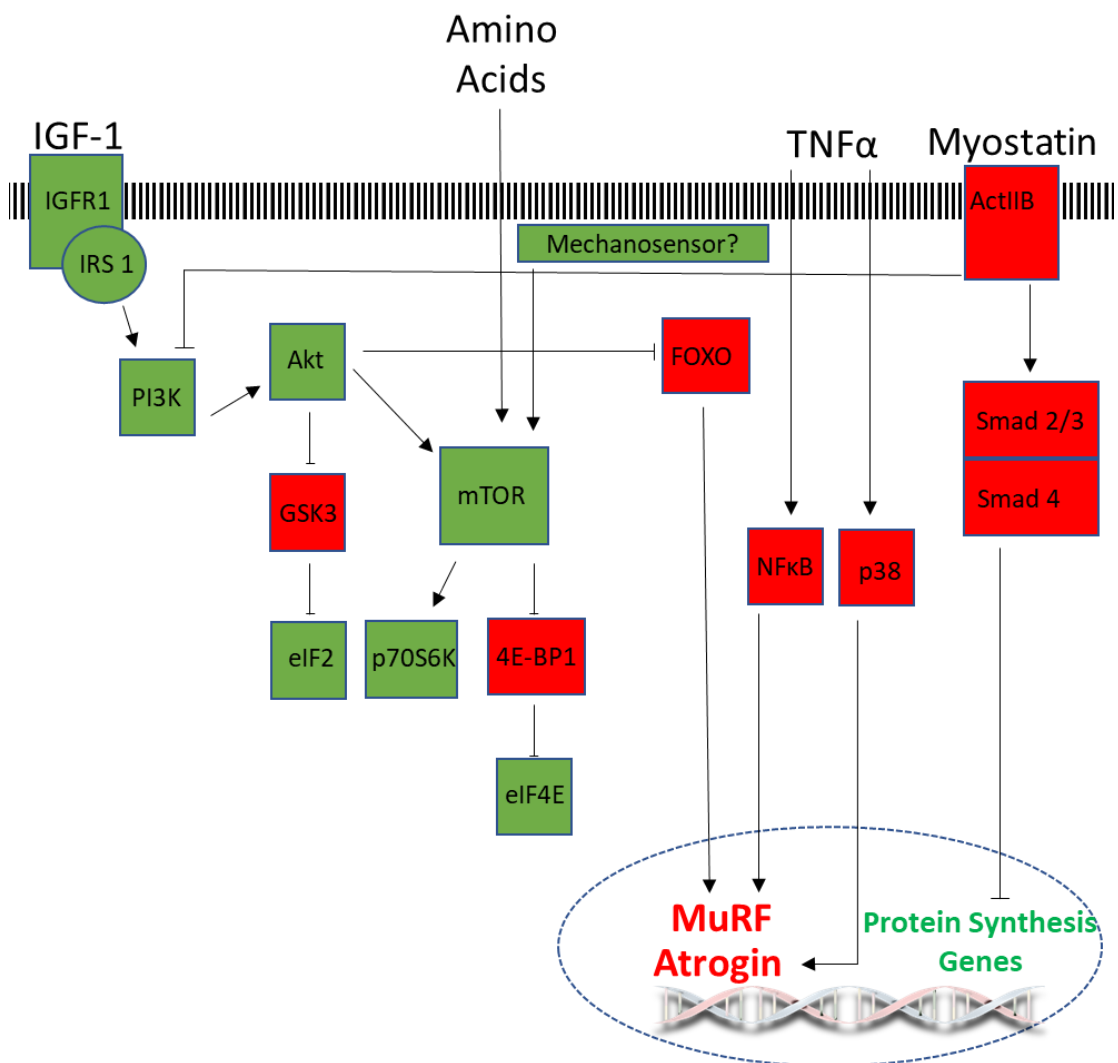 Amino
Acids
IGF-1
TNFα
Myostatin
IGFR1
ActIIB
IRS 1
Mechanosensor?
Akt
FOXO
PI3K
Smad 2/3
mTOR
GSK3
Smad 4
NFκB
p38
eIF2
p70S6K
4E-BP1
eIF4E
MuRF
Atrogin
Protein Synthesis
Genes